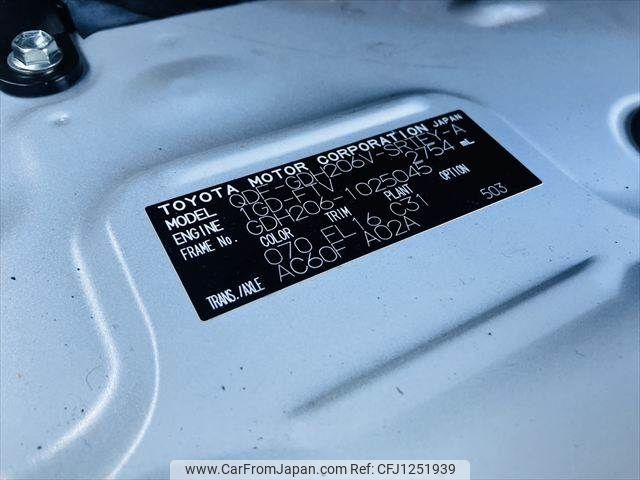 TOYOTA MOTOR CORPORATION JAPAN
MODEL QDF-GDH206V-SRTEY-A
ENGINE 1GD-FTV 2754 mL
FRAME No. GDH206-1025045
COLOR TRIM PLANT OPTION
070 FL16 C31 503
TRANS./AXLE AC60F A02A
www.CarFromJapan.com - CFJ1251939